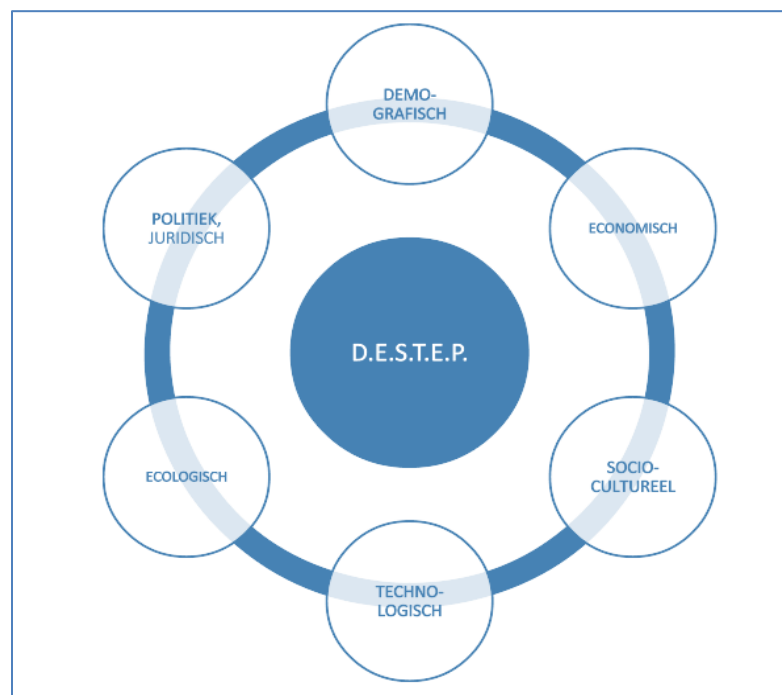 DEMO-
GRAFISCH
ECONOMISCH
SOCIO-
CULTUREEL
TECHNO-
LOGISCH
ECOLOGISCH
POLITIEK,
JURIDISCH
D.E.S.T.E.P.